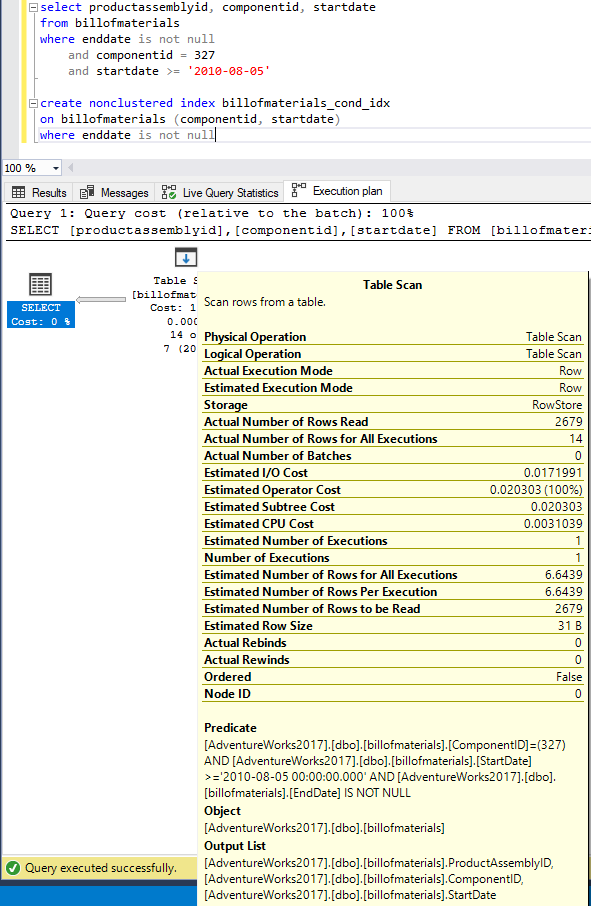 select productassemblyid, componentid, startdate
from billofmaterials
where enddate is not null
and componentid = 327
and startdate >= '2010-08-05'
create nonclustered index billofmaterials_cond_idx
on billofmaterials (componentid, startdate)
where enddate is not null
100 %
Results Messages Live Query Statistics Execution plan
Query 1: Query cost (relative to the batch): 100%
SELECT [productassemblyid],[componentid],[startdate] FROM [billofmateri
SELECT
Cost: 0 %
Table S
[billofmat
Cost: 1
0.000
14 o
7 (20
Table Scan
Scan rows from a table.
Physical Operation Table Scan
Logical Operation Table Scan
Actual Execution Mode Row
Estimated Execution Mode Row
Storage RowStore
Actual Number of Rows Read 2679
Actual Number of Rows for All Executions 14
Actual Number of Batches 0
Estimated I/O Cost 0.0171991
Estimated Operator Cost 0.020303 (100%)
Estimated Subtree Cost 0.020303
Estimated CPU Cost 0.0031039
Estimated Number of Executions 1
Number of Executions 1
Estimated Number of Rows for All Executions 6.6439
Estimated Number of Rows Per Execution 6.6439
Estimated Number of Rows to be Read 2679
Estimated Row Size 31 B
Actual Rebinds 0
Actual Rewinds 0
Ordered False
Node ID 0
Predicate
[AdventureWorks2017].[dbo].[billofmaterials].[ComponentID]=(327)
AND [AdventureWorks2017].[dbo].[billofmaterials].[StartDate]
>='2010-08-05 00:00:00.000' AND [AdventureWorks2017].[dbo].
[billofmaterials].[EndDate] IS NOT NULL
Object
[AdventureWorks2017].[dbo].[billofmaterials]
Output List
[AdventureWorks2017].[dbo].[billofmaterials].ProductAssemblyID,
[AdventureWorks2017].[dbo].[billofmaterials].ComponentID,
[AdventureWorks2017].[dbo].[billofmaterials].StartDate
Query executed successfully.